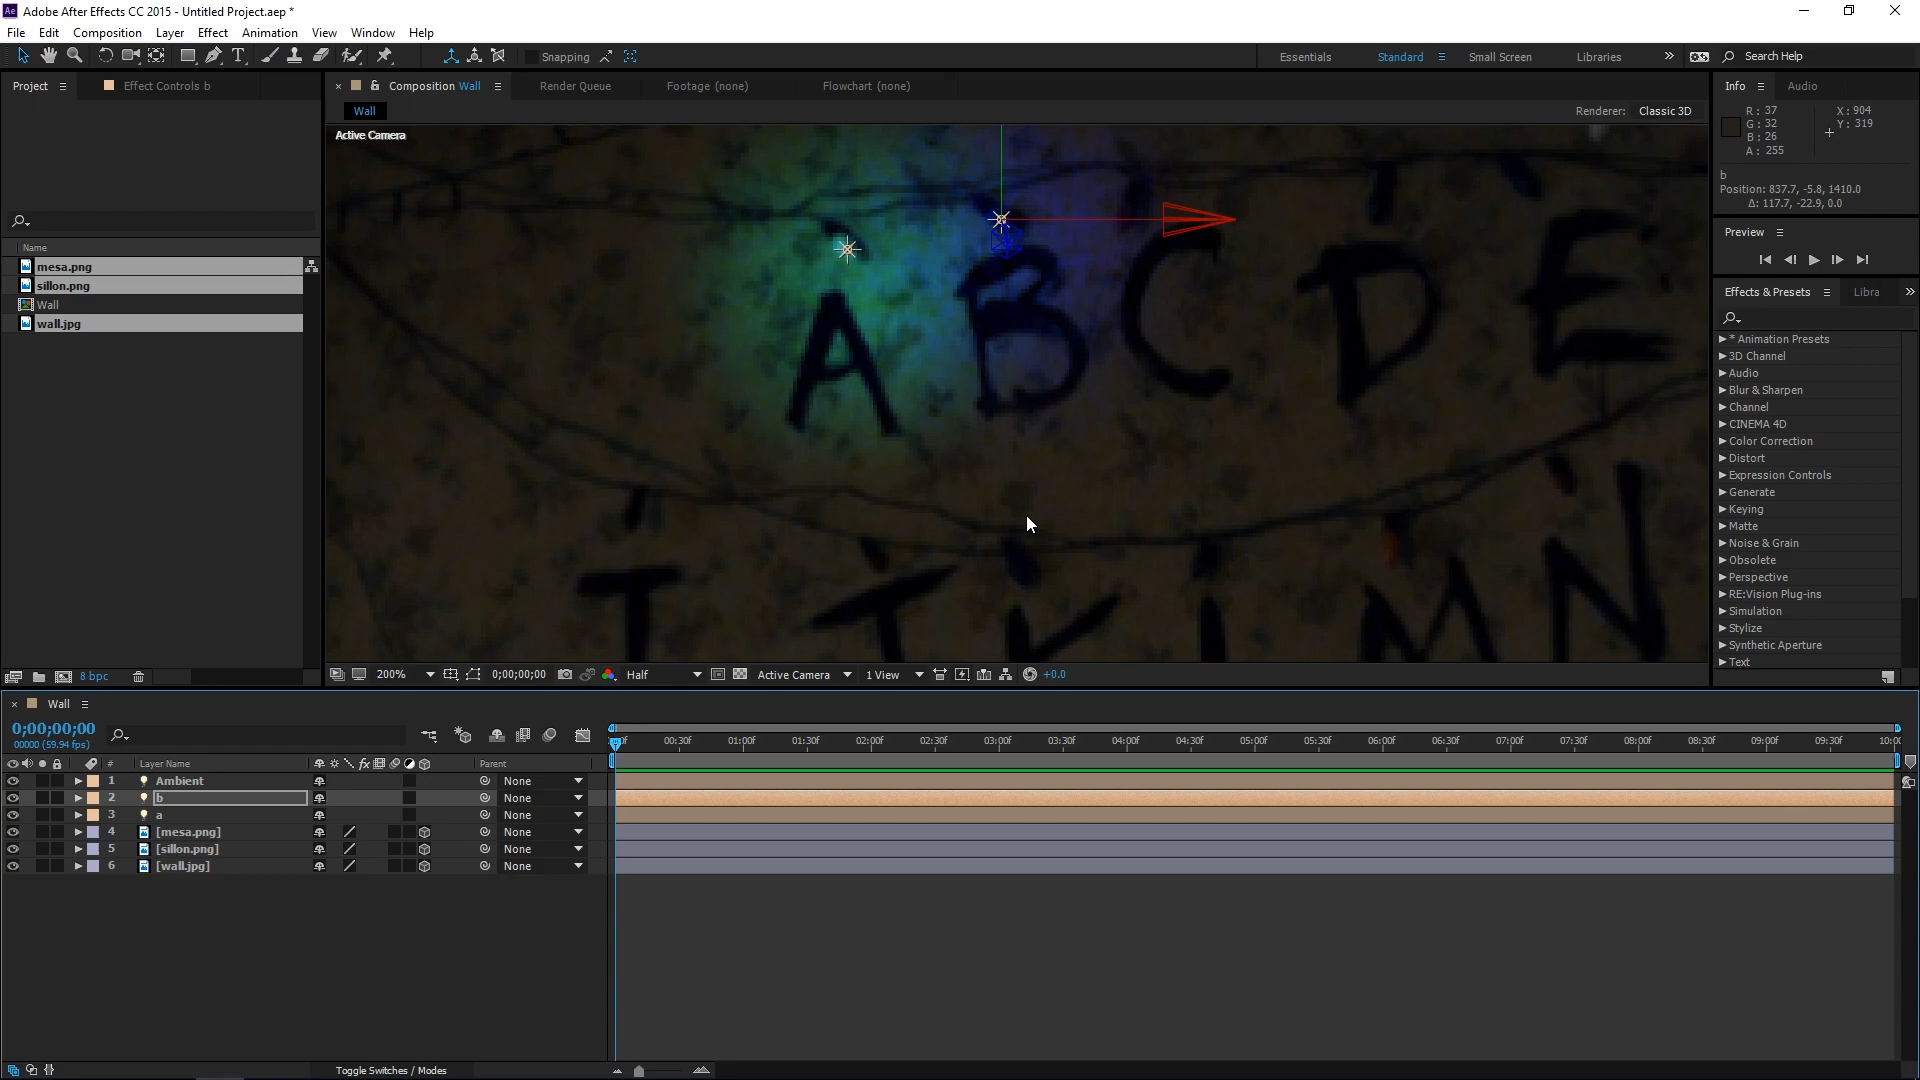 Adobe After Effects CC 2015 - Untitled Project.aep *
File Edit Composition Layer Effect Animation View Window Help
Snapping
Essentials Standard Small Screen Libraries Search Help
Project Effect Controls b
Composition Wall Render Queue Footage (none) Flowchart (none)
Info Audio
Wall
Renderer: Classic 3D
Active Camera
R: 37 X: 904
G: 32 Y: 319
B: 26
A: 255
b
Position: 837.7, -5.8, 1410.0
Δ: 117.7, -22.9, 0.0
Preview
Effects & Presets Libra
Name
mesa.png
sillon.png
Wall
wall.jpg
* Animation Presets
3D Channel
Audio
Blur & Sharpen
Channel
CINEMA 4D
Color Correction
Distort
Expression Controls
Generate
Keying
Matte
Noise & Grain
Obsolete
Perspective
RE:Vision Plug-ins
Simulation
Stylize
Synthetic Aperture
Text
A B C D E
M N
8 bpc
200% 0;00;00;00 Half Active Camera 1 View +0.0
Wall
0;00;00;00
00000 (59.94 fps)
00:30f 01:00f 01:30f 02:00f 02:30f 03:00f 03:30f 04:00f 04:30f 05:00f 05:30f 06:00f 06:30f 07:00f 07:30f 08:00f 08:30f 09:00f 09:30f
# Layer Name Parent
1 Ambient None
2 b None
3 a None
4 [mesa.png] None
5 [sillon.png] None
6 [wall.jpg] None
Toggle Switches / Modes